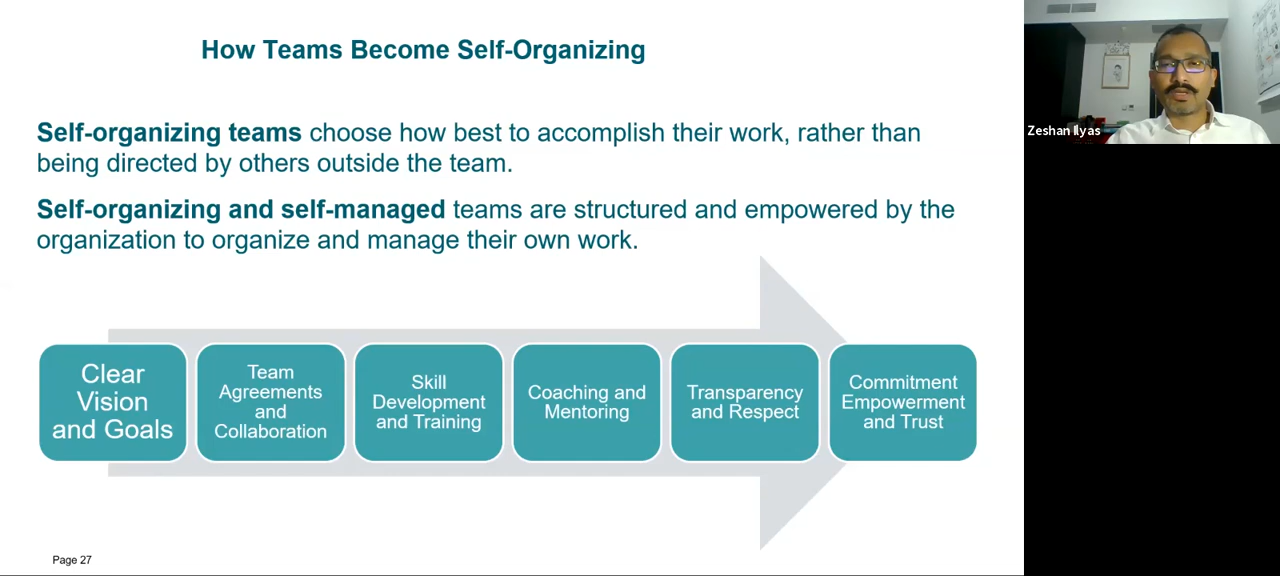 How Teams Become Self-Organizing
Self-organizing teams choose how best to accomplish their work, rather than
being directed by others outside the team.
Self-organizing and self-managed teams are structured and empowered by the
organization to organize and manage their own work.
Clear
Vision
and Goals
Team
Agreements
and
Collaboration
Skill
Development
and Training
Coaching and
Mentoring
Transparency
and Respect
Commitment
Empowerment
and Trust
Page 27
Zeshan Ilyas